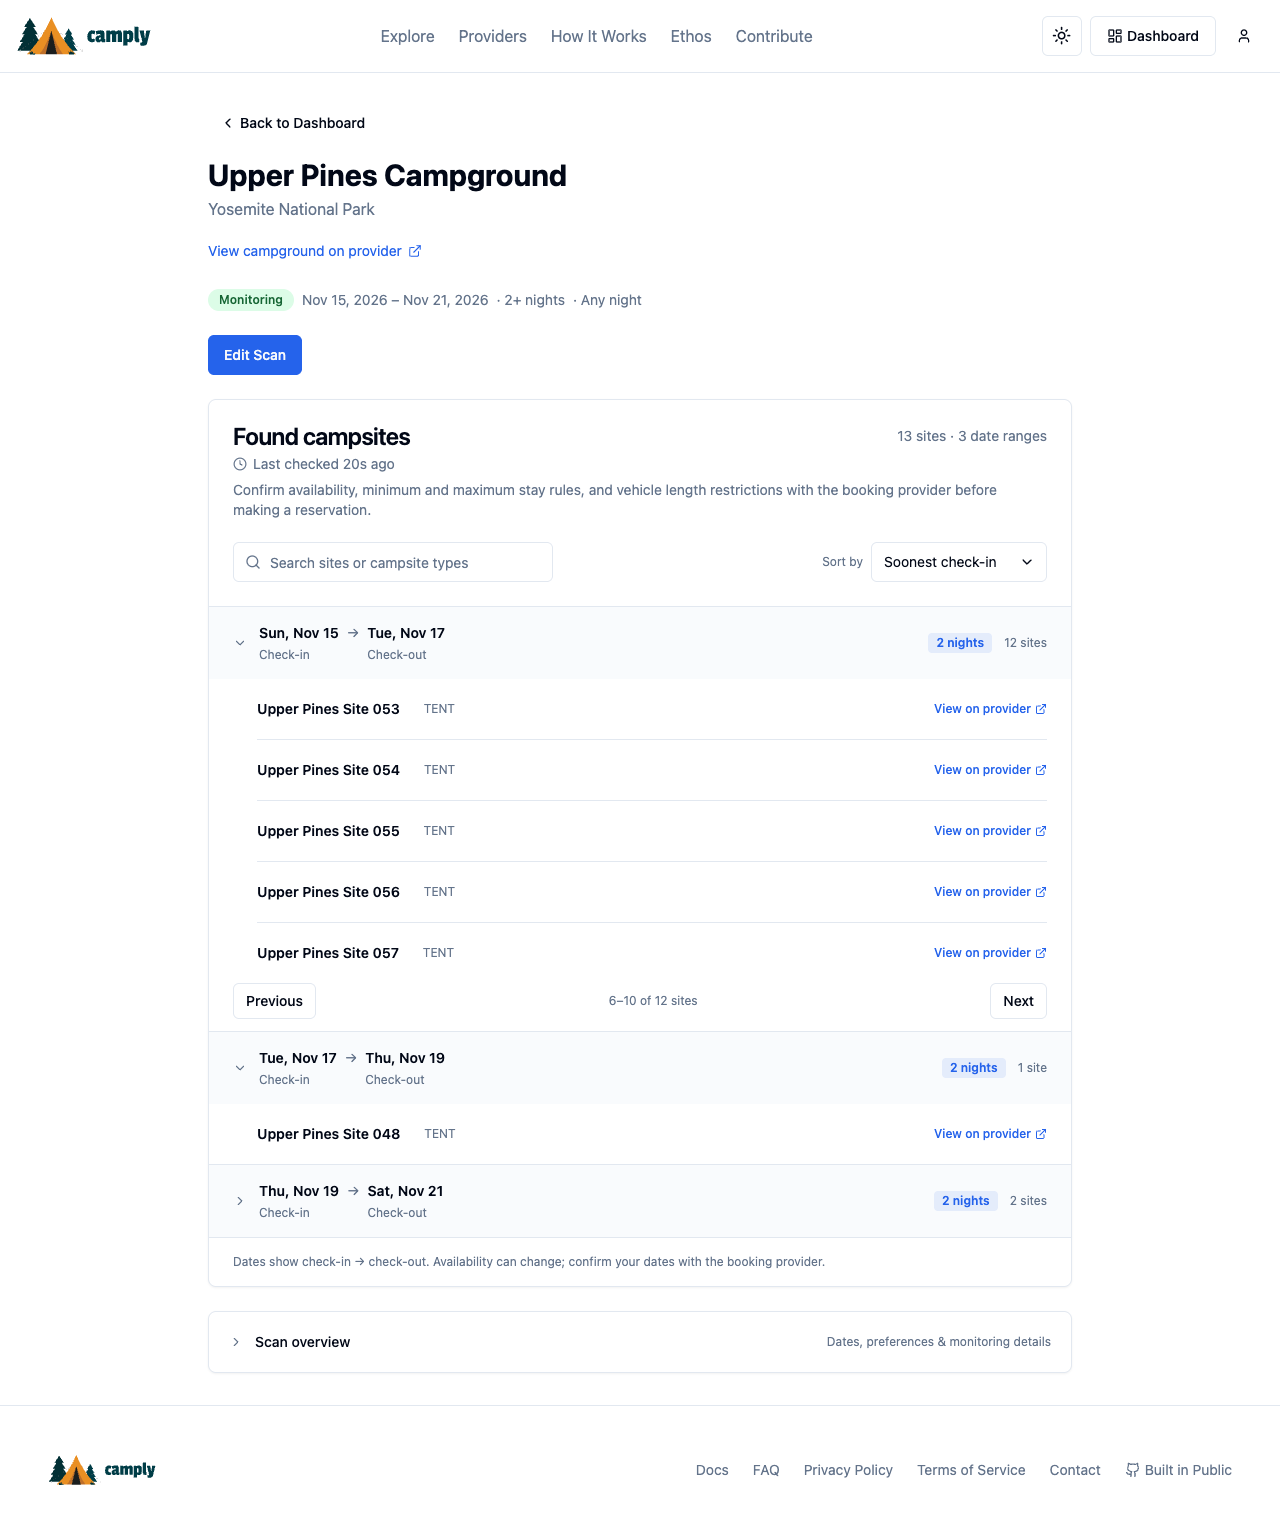 camply
Explore
Providers
How It Works
Ethos
Contribute
Dashboard
Back to Dashboard
Upper Pines Campground
Yosemite National Park
View campground on provider
Monitoring Nov 15, 2026 – Nov 21, 2026 · 2+ nights · Any night
Edit Scan
Found campsites
13 sites · 3 date ranges
Last checked 20s ago
Confirm availability, minimum and maximum stay rules, and vehicle length restrictions with the booking provider before
making a reservation.
Search sites or campsite types
Sort by
Soonest check-in
Sun, Nov 15 → Tue, Nov 17
Check-in
Check-out
2 nights
12 sites
Upper Pines Site 053 TENT View on provider
Upper Pines Site 054 TENT View on provider
Upper Pines Site 055 TENT View on provider
Upper Pines Site 056 TENT View on provider
Upper Pines Site 057 TENT View on provider
Previous
6–10 of 12 sites
Next
Tue, Nov 17 → Thu, Nov 19
Check-in
Check-out
2 nights
1 site
Upper Pines Site 048 TENT View on provider
Thu, Nov 19 → Sat, Nov 21
Check-in
Check-out
2 nights
2 sites
Dates show check-in → check-out. Availability can change; confirm your dates with the booking provider.
Scan overview
Dates, preferences & monitoring details
camply
Docs
FAQ
Privacy Policy
Terms of Service
Contact
Built in Public